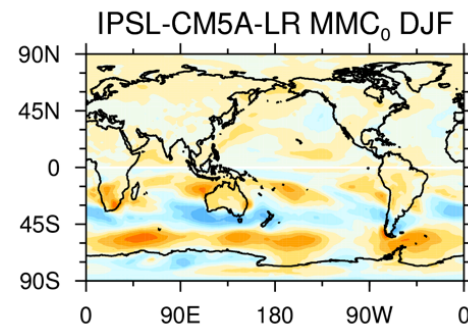 IPSL-CM5A-LR MMC₀ DJF
90N
45N
0
45S
90S
0 90E 180 90W 0